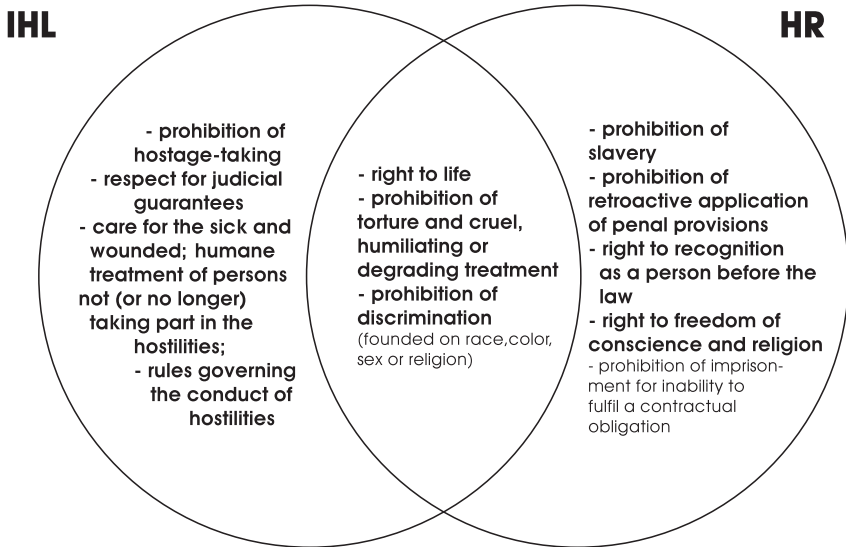 IHL
HR
- prohibition of
hostage-taking
- respect for judicial
guarantees
- care for the sick and
wounded; humane
treatment of persons
not (or no longer)
taking part in the
hostilities;
- rules governing
the conduct of
hostilities
- right to life
- prohibition of
torture and cruel,
humiliating or
degrading treatment
- prohibition of
discrimination
(founded on race,color,
sex or religion)
- prohibition of
slavery
- prohibition of
retroactive application
of penal provisions
- right to recognition
as a person before the
law
- right to freedom of
conscience and religion
- prohibition of imprison-
ment for inability to
fulfil a contractual
obligation